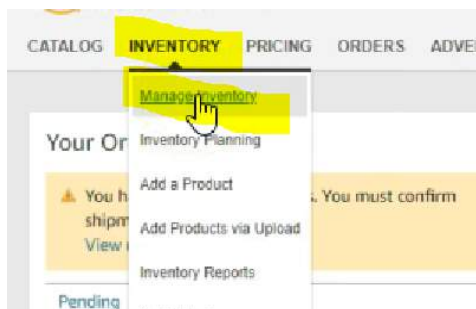 CATALOG INVENTORY PRICING ORDERS ADVE
Manage Inventory
Your Or
Inventory Planning
Add a Product
You h s. You must confirm
shipm
Add Products via Upload
View
Inventory Reports
Pending